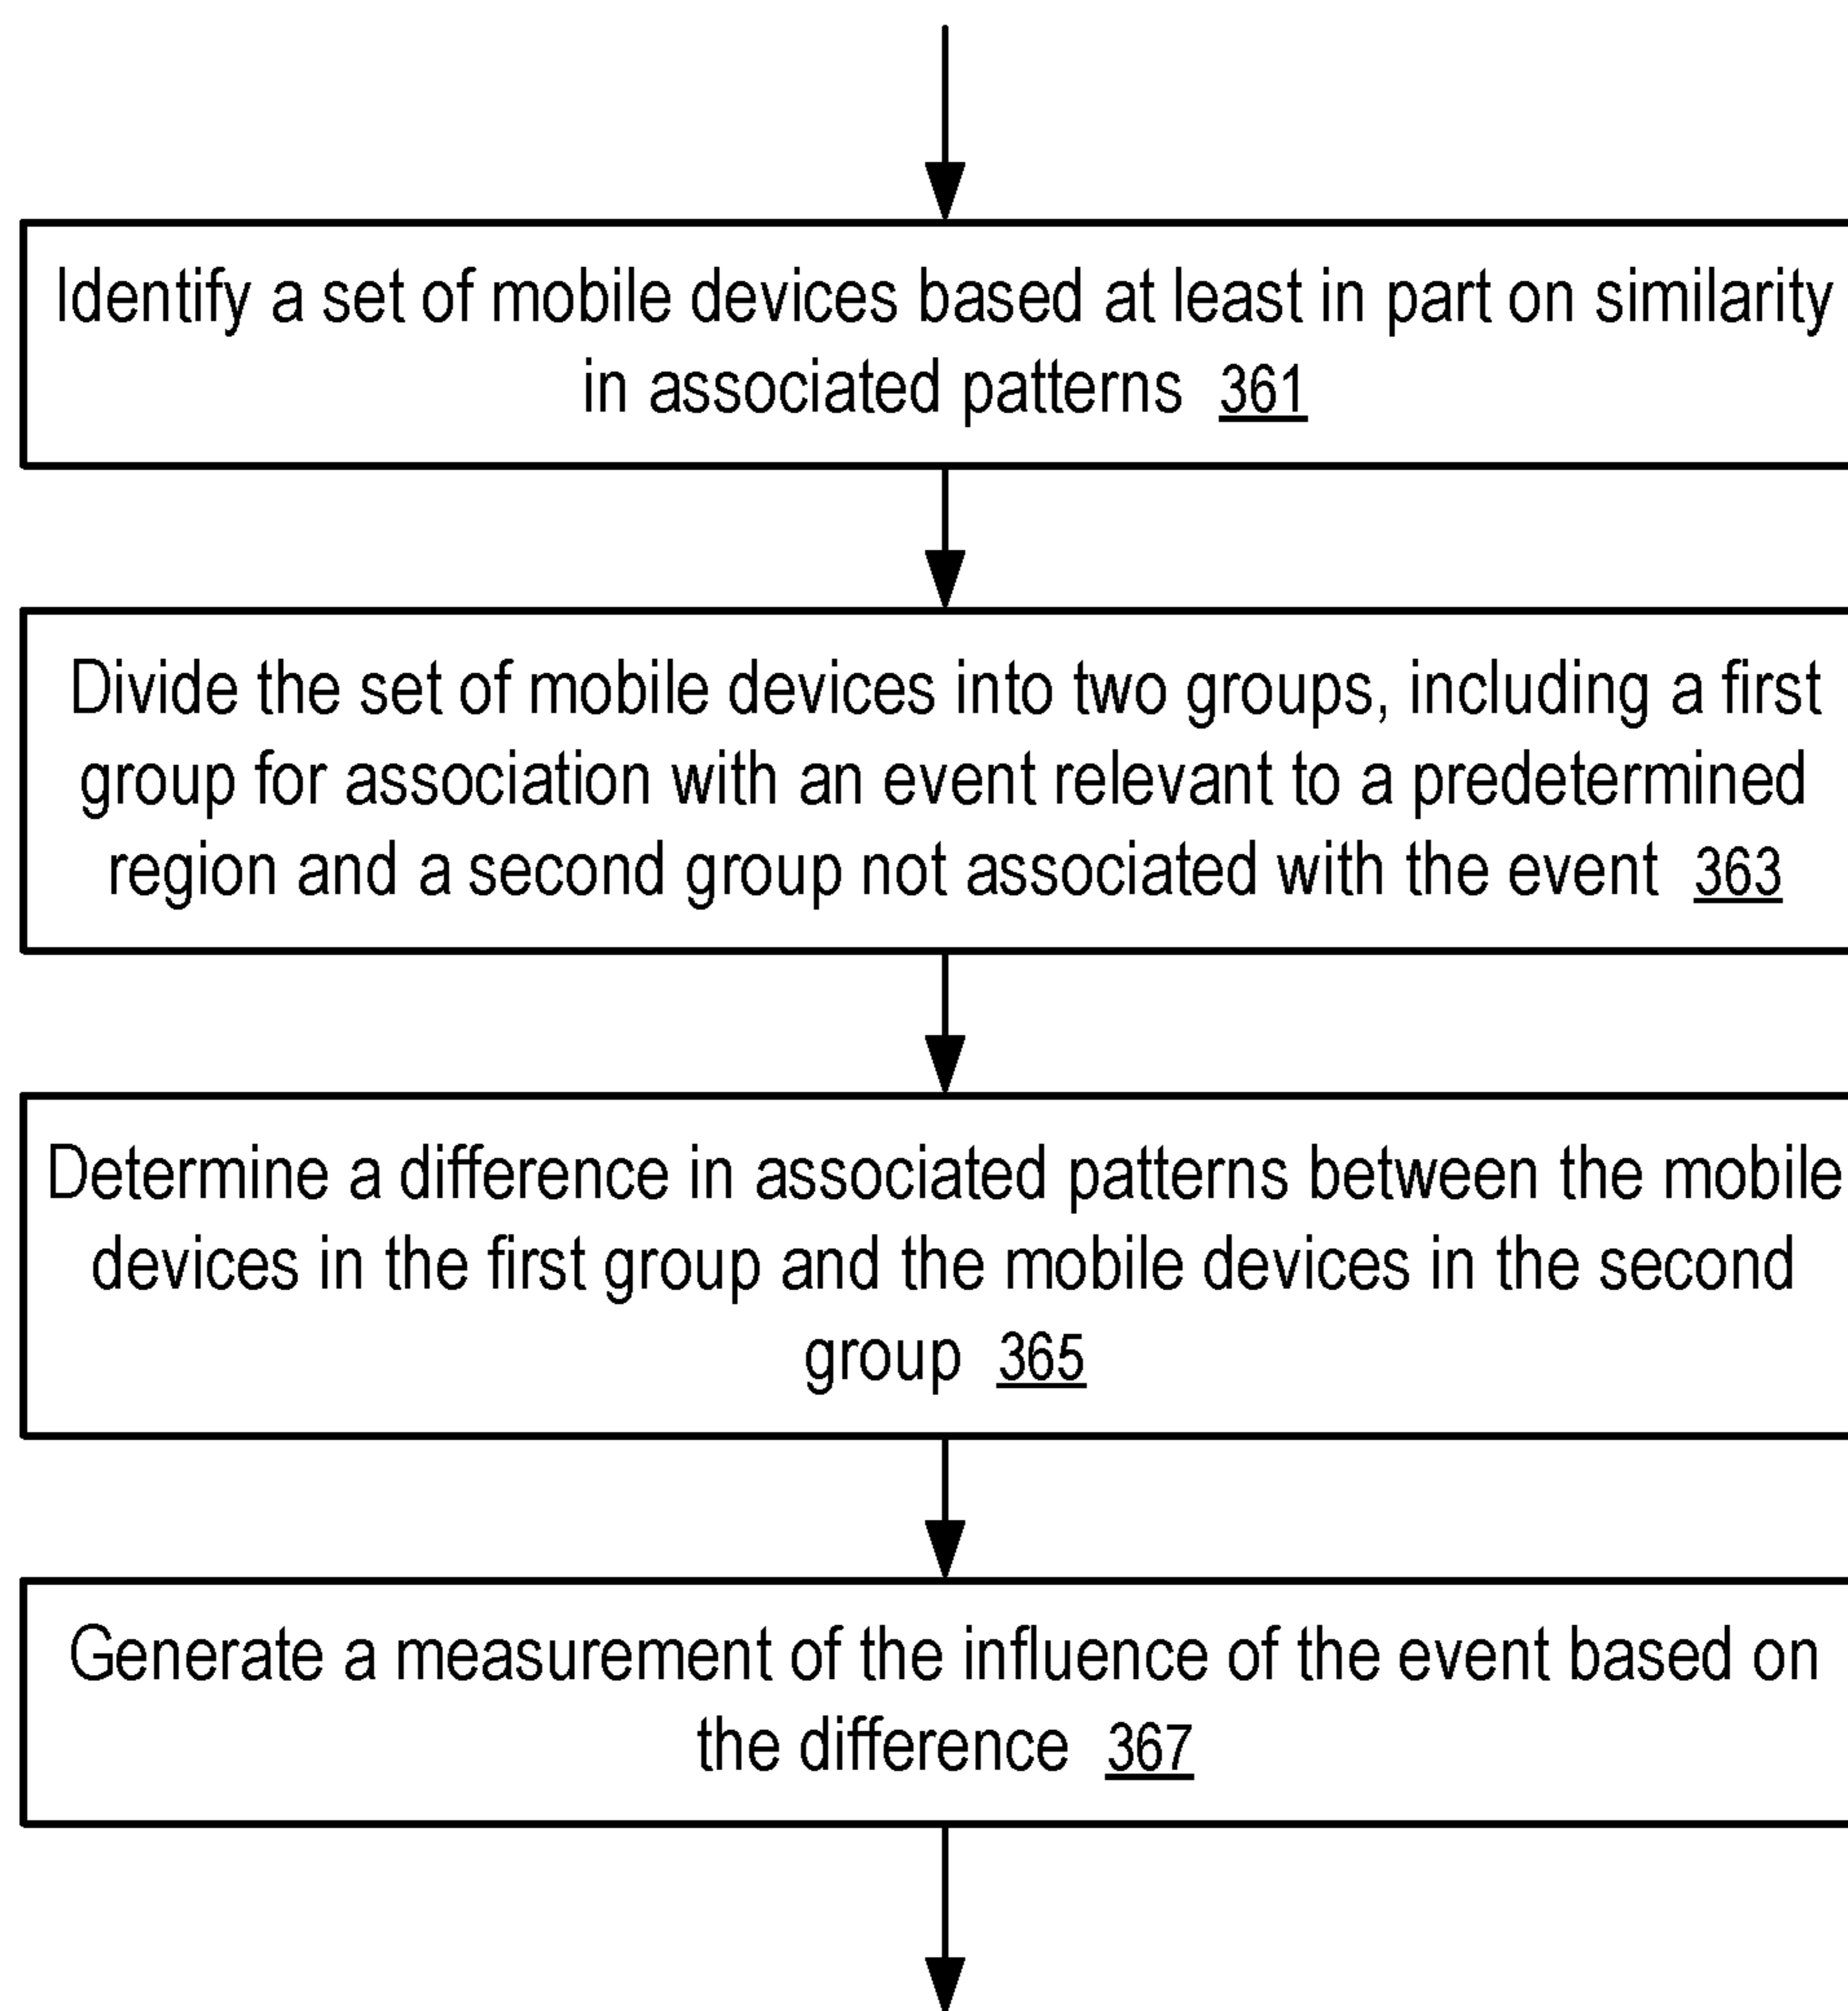 Identify a set of mobile devices based at least in part on similarity
in associated patterns 361
Divide the set of mobile devices into two groups, including a first
group for association with an event relevant to a predetermined
region and a second group not associated with the event 363
Determine a difference in associated patterns between the mobile
devices in the first group and the mobile devices in the second
group 365
Generate a measurement of the influence of the event based on
the difference 367